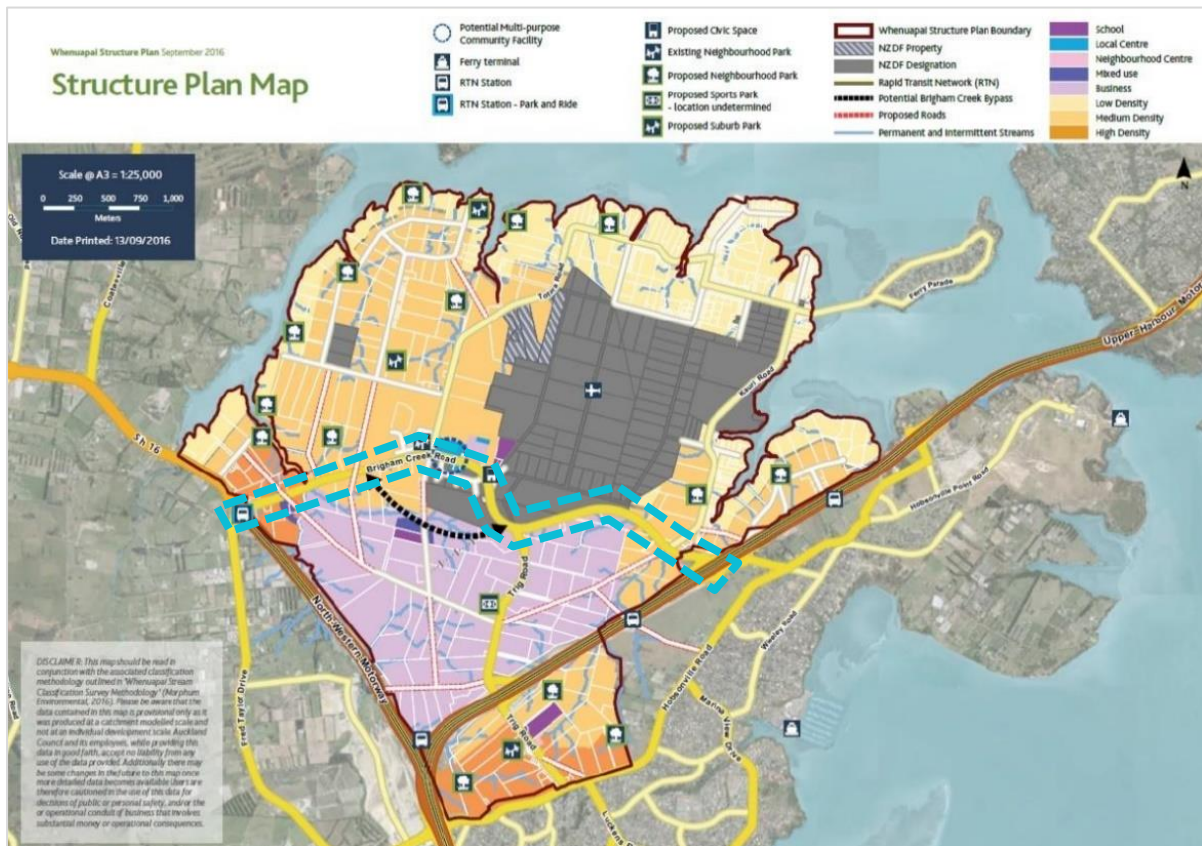 Whenuapai Structure Plan September 2016
Structure Plan Map
Potential Multi-purpose
Community Facility
Ferry terminal
RTN Station
RTN Station - Park and Ride
Proposed Civic Space
Existing Neighbourhood Park
Proposed Neighbourhood Park
Proposed Sports Park
- location undetermined
Proposed Suburb Park
Whenuapai Structure Plan Boundary
NZDF Property
NZDF Designation
Rapid Transit Network (RTN)
Potential Brigham Creek Bypass
Proposed Roads
Permanent and Intermittent Streams
School
Local Centre
Neighbourhood Centre
Mixed use
Business
Low Density
Medium Density
High Density
Scale @ A3 = 1:25,000
0 250 500 750 1,000
Meters
Date Printed: 13/09/2016
N
Ferry Parade
Upper Harbour
Kauri Road
Sh 16
Brigham Creek Road
Hobsonville Point Road
Trig Road
Wiseley Road
North-Western Motorway
Hobsonville Road
Marina View Drive
Fred Taylor Drive
Trig Road
DISCLAIMER: This map should be read in
conjunction with the associated classification
methodology outlined in "Whenuapai Stream
Classification Survey Methodology" (Morphum
Environmental, 2016). Please be aware that the
data contained in this map is provisional only as it
was produced at a catchment modelled scale and
not at an individual development scale. Auckland
Council and its employees, while providing this
data in good faith, accept no liability from any
use of the data provided. Additionally there may
be some changes in the future to this map once
more detailed data becomes available Users are
therefore cautioned in the use of this data for
decisions of public or personal safety, and/or the
or operational conduit of business that involves
substantial money or operational consequences.